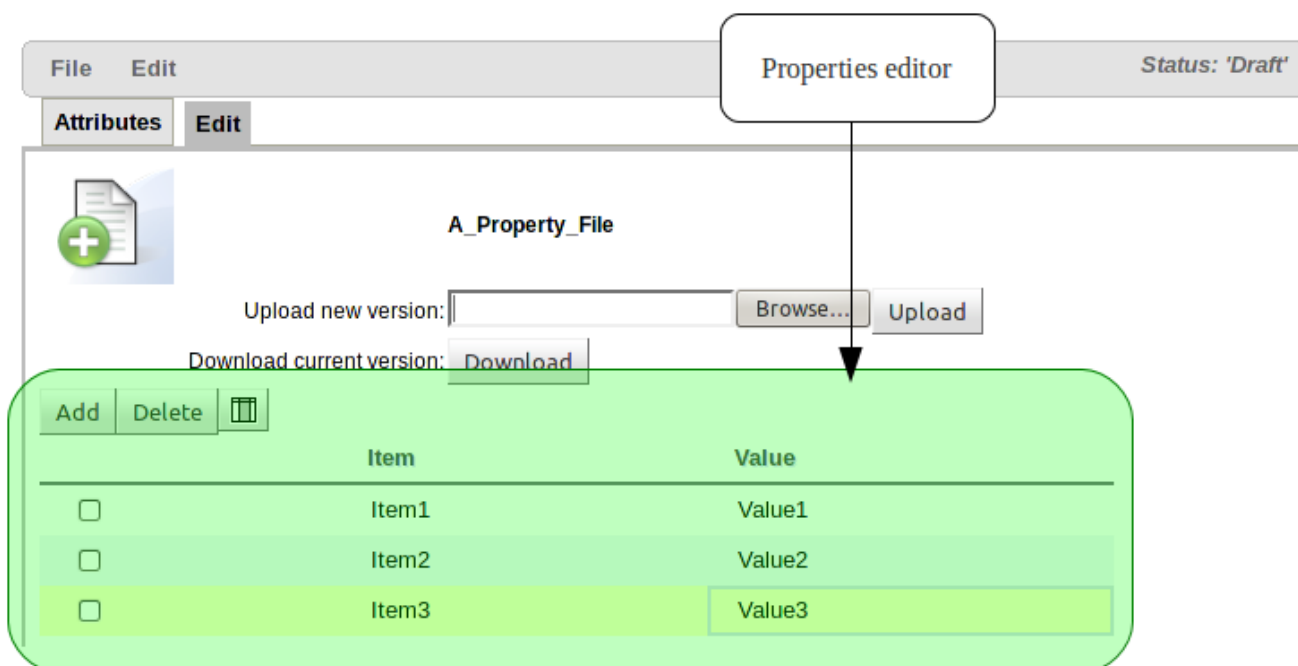 File Edit Properties editor Status: 'Draft'
Attributes Edit
A_Property_File
Upload new version: Browse... Upload
Download current version: Download
Add Delete
Item Value
Item1 Value1
Item2 Value2
Item3 Value3